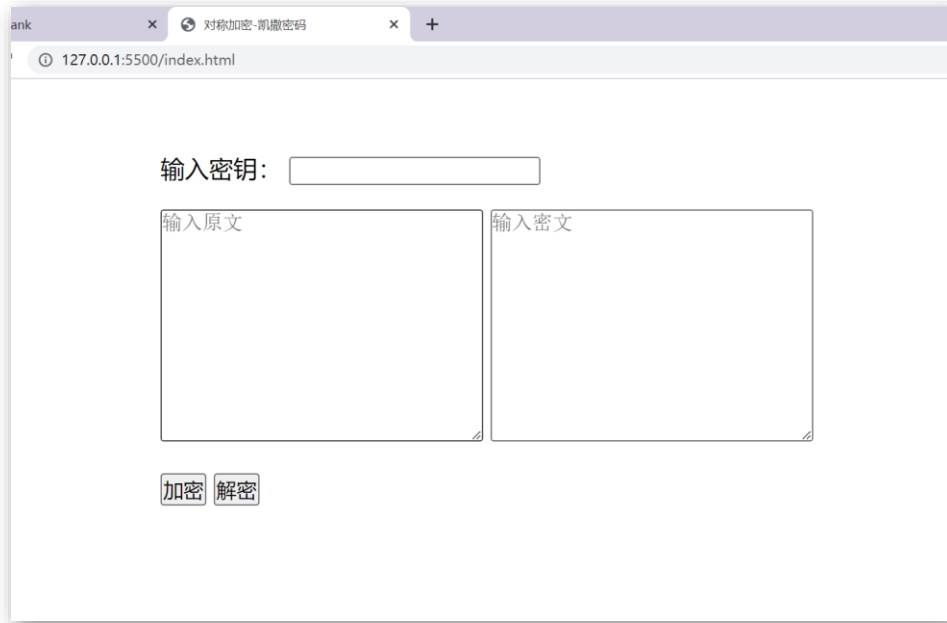 ank
对称加密-凯撒密码
127.0.0.1:5500/index.html
输入密钥：
输入原文
输入密文
加密 解密